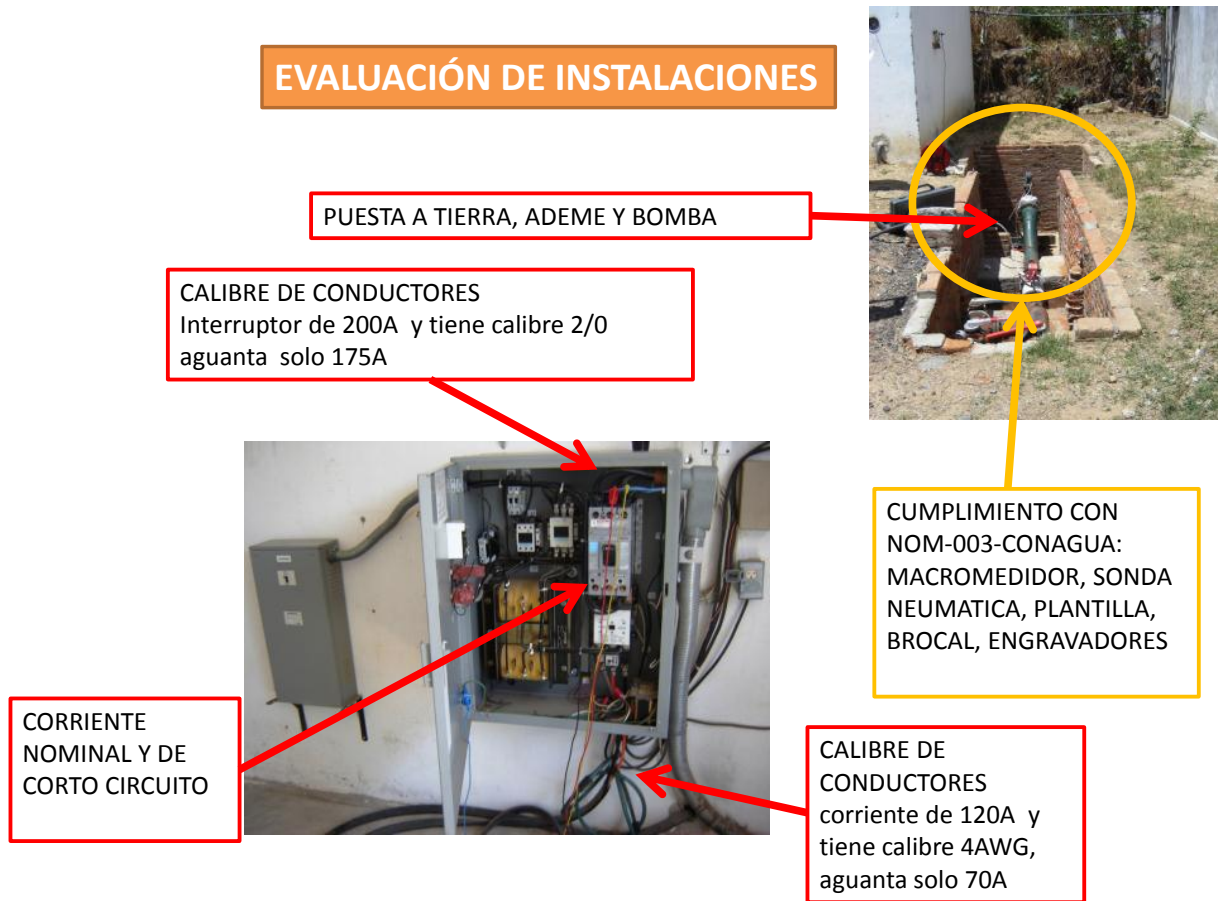 EVALUACIÓN DE INSTALACIONES
PUESTA A TIERRA, ADEME Y BOMBA
CALIBRE DE CONDUCTORES
Interruptor de 200A y tiene calibre 2/0
aguanta solo 175A
CUMPLIMIENTO CON
NOM-003-CONAGUA:
MACROMEDIDOR, SONDA
NEUMATICA, PLANTILLA,
BROCAL, ENGRAVADORES
CORRIENTE
NOMINAL Y DE
CORTO CIRCUITO
CALIBRE DE
CONDUCTORES
corriente de 120A y
tiene calibre 4AWG,
aguanta solo 70A